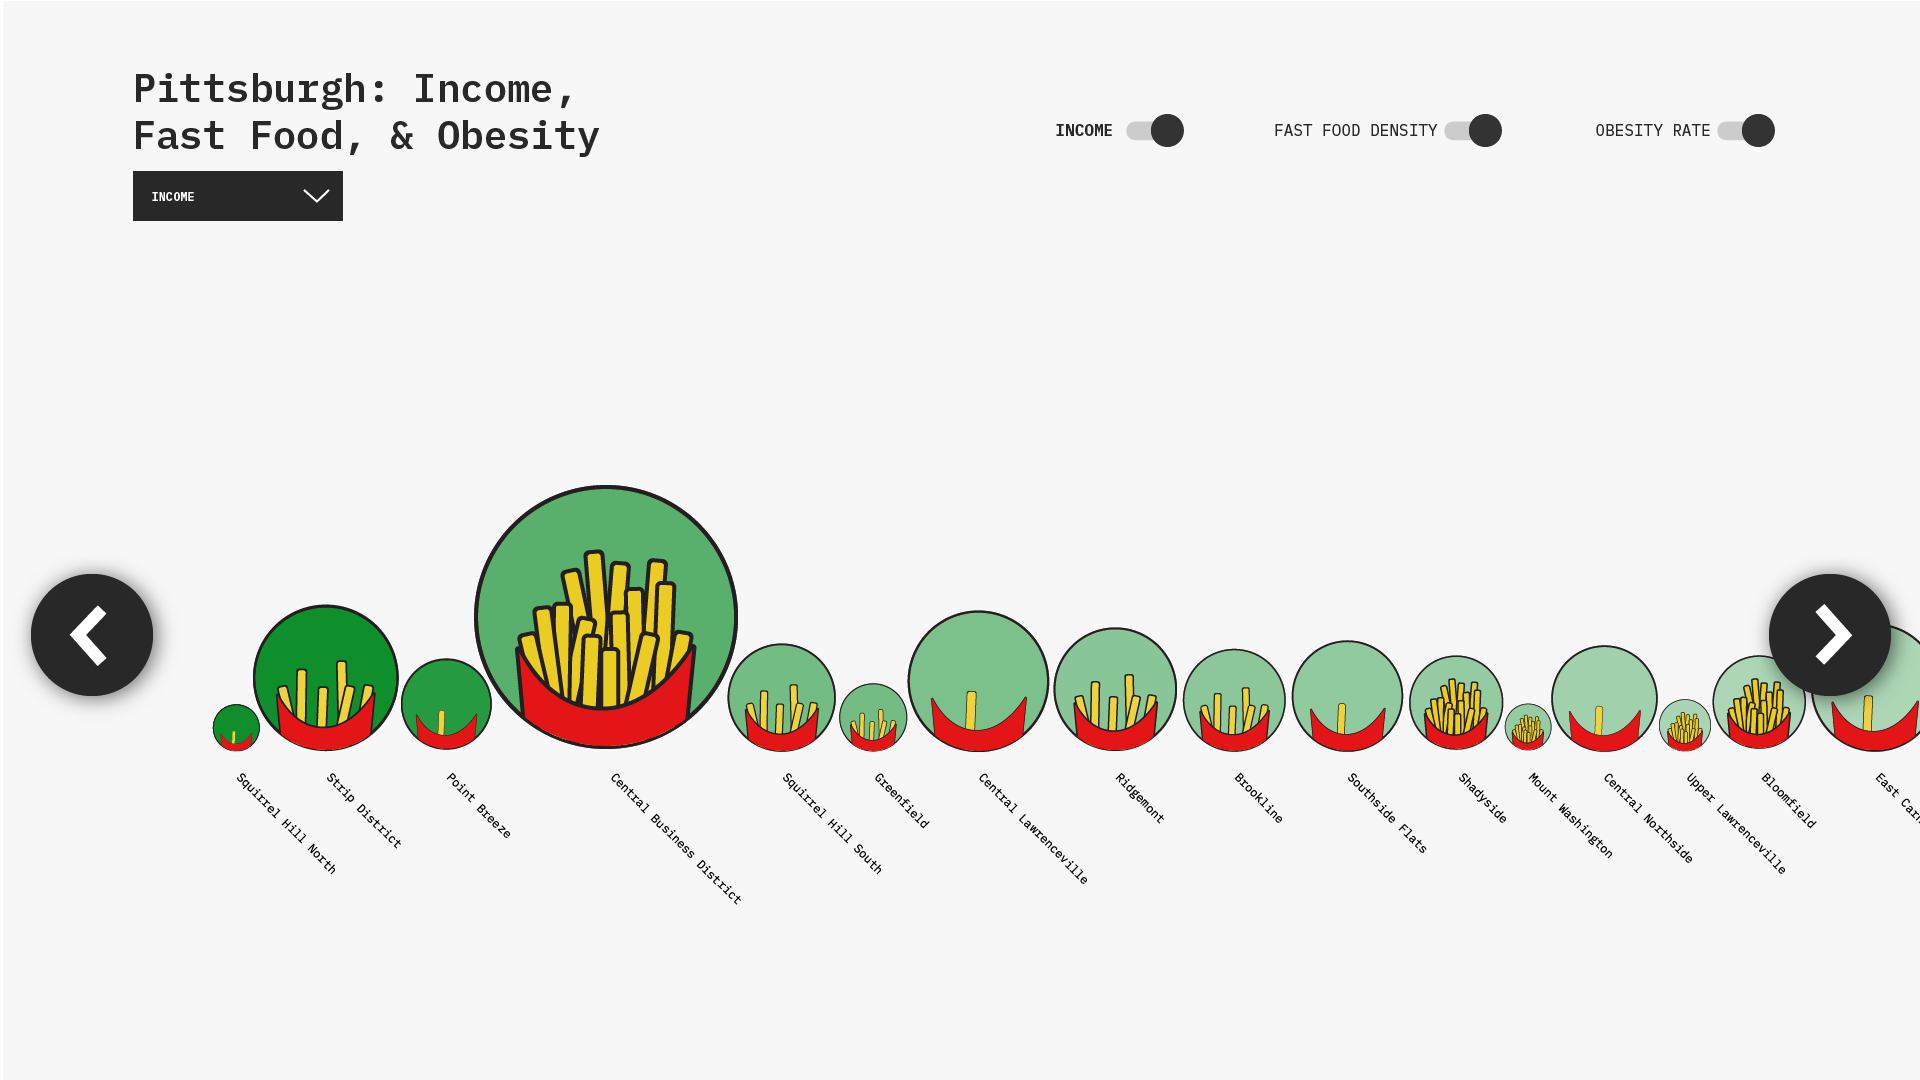 Pittsburgh: Income,
Fast Food, & Obesity
INCOME
INCOME
FAST FOOD DENSITY
OBESITY RATE
Squirrel Hill North
Strip District
Point Breeze
Central Business District
Squirrel Hill South
Greenfield
Central Lawrenceville
Ridgemont
Brookline
Southside Flats
Shadyside
Mount Washington
Central Northside
Upper Lawrenceville
Bloomfield
East